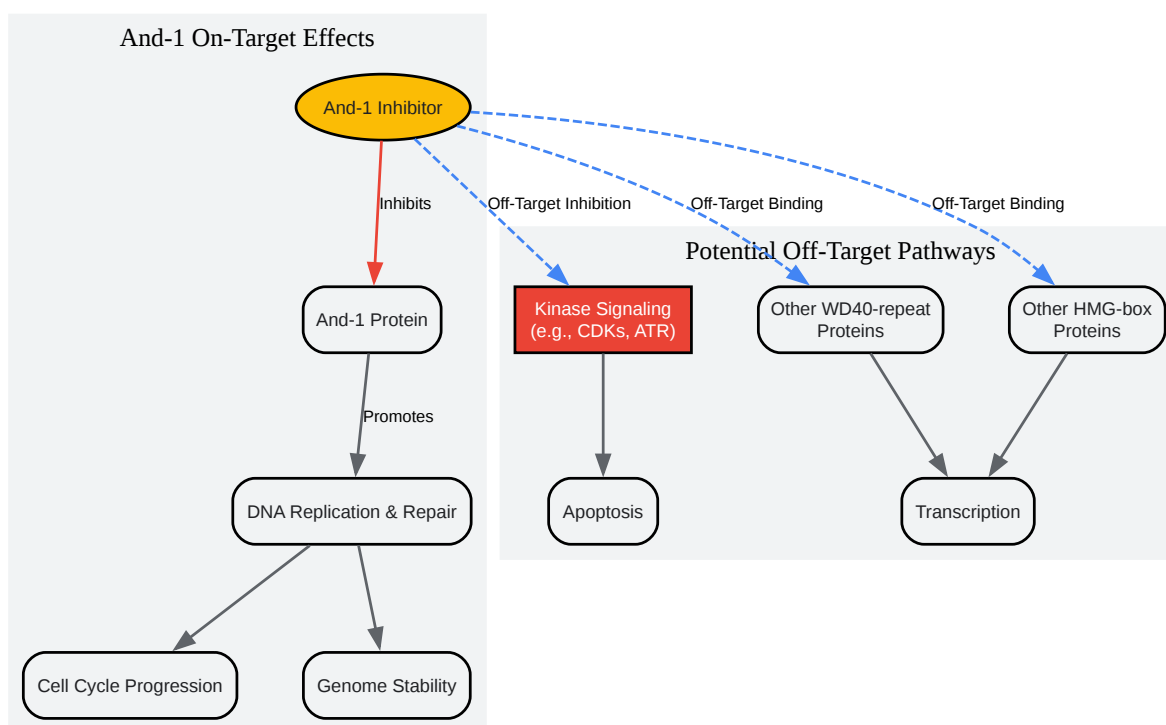 And-1 On-Target Effects
And-1 Inhibitor
Inhibits
Off-Target Inhibition
Off-Target Binding
Off-Target Binding
Potential Off-Target Pathways
And-1 Protein
Kinase Signaling
(e.g., CDKs, ATR)
Other WD40-repeat
Proteins
Other HMG-box
Proteins
Promotes
DNA Replication & Repair
Apoptosis
Transcription
Cell Cycle Progression
Genome Stability